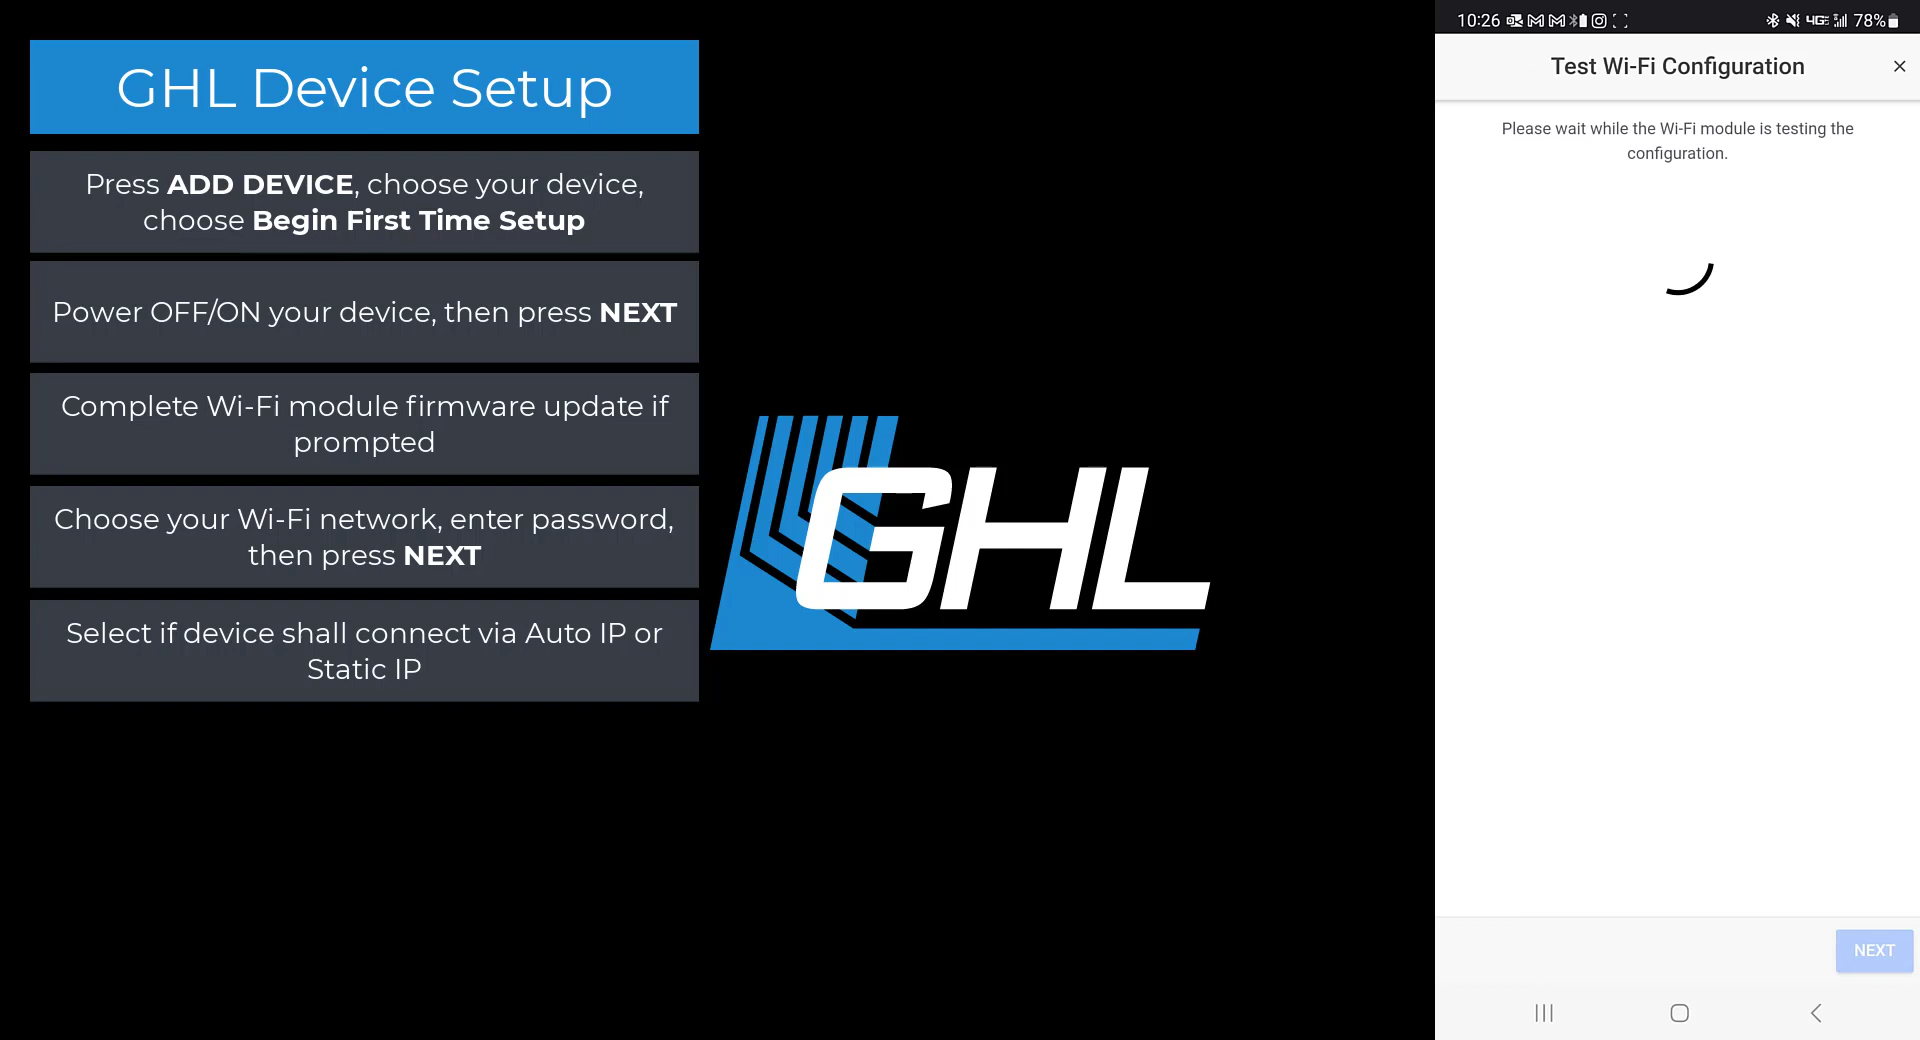 GHL Device Setup
Press ADD DEVICE, choose your device,
choose Begin First Time Setup
Power OFF/ON your device, then press NEXT
Complete Wi-Fi module firmware update if
prompted
Choose your Wi-Fi network, enter password,
then press NEXT
Select if device shall connect via Auto IP or
Static IP
GHL
10:26
4GE 78%
Test Wi-Fi Configuration
Please wait while the Wi-Fi module is testing the
configuration.
NEXT